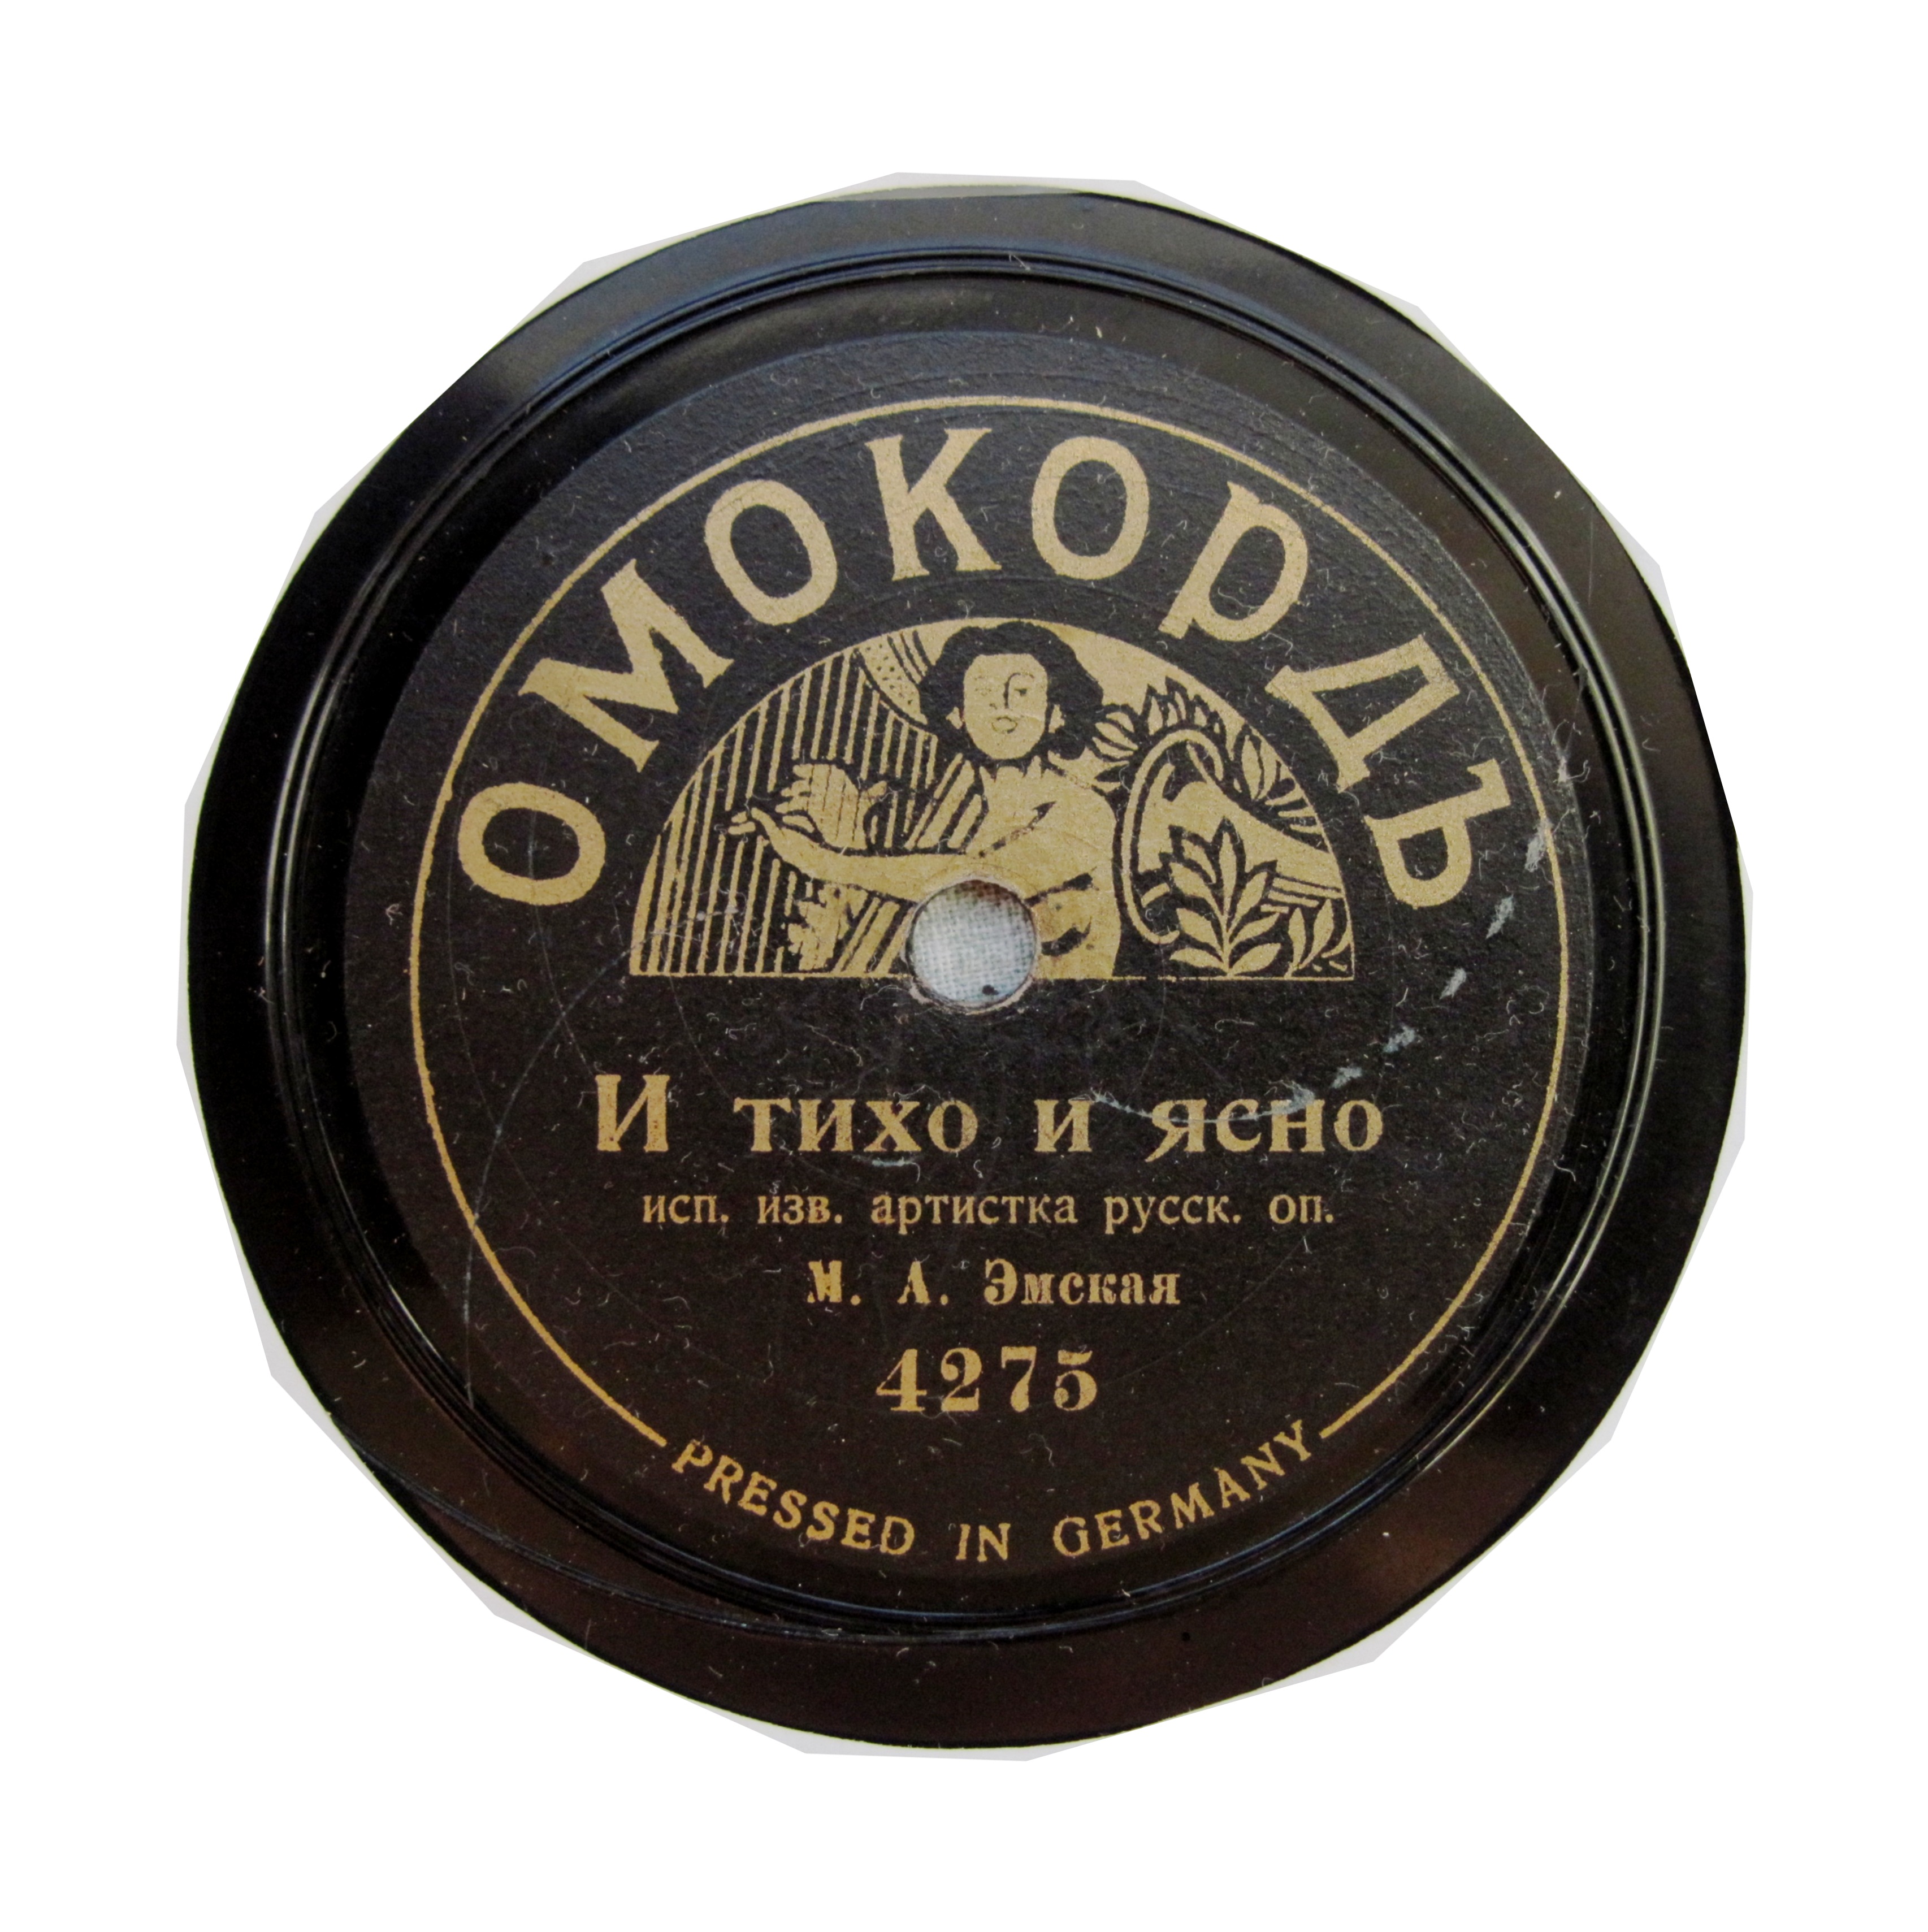 ОМОКОРДЪ
И тихо и ясно
исп. изв. артистка русск. оп.
М. А. Эмская
4275
PRESSED IN GERMANY